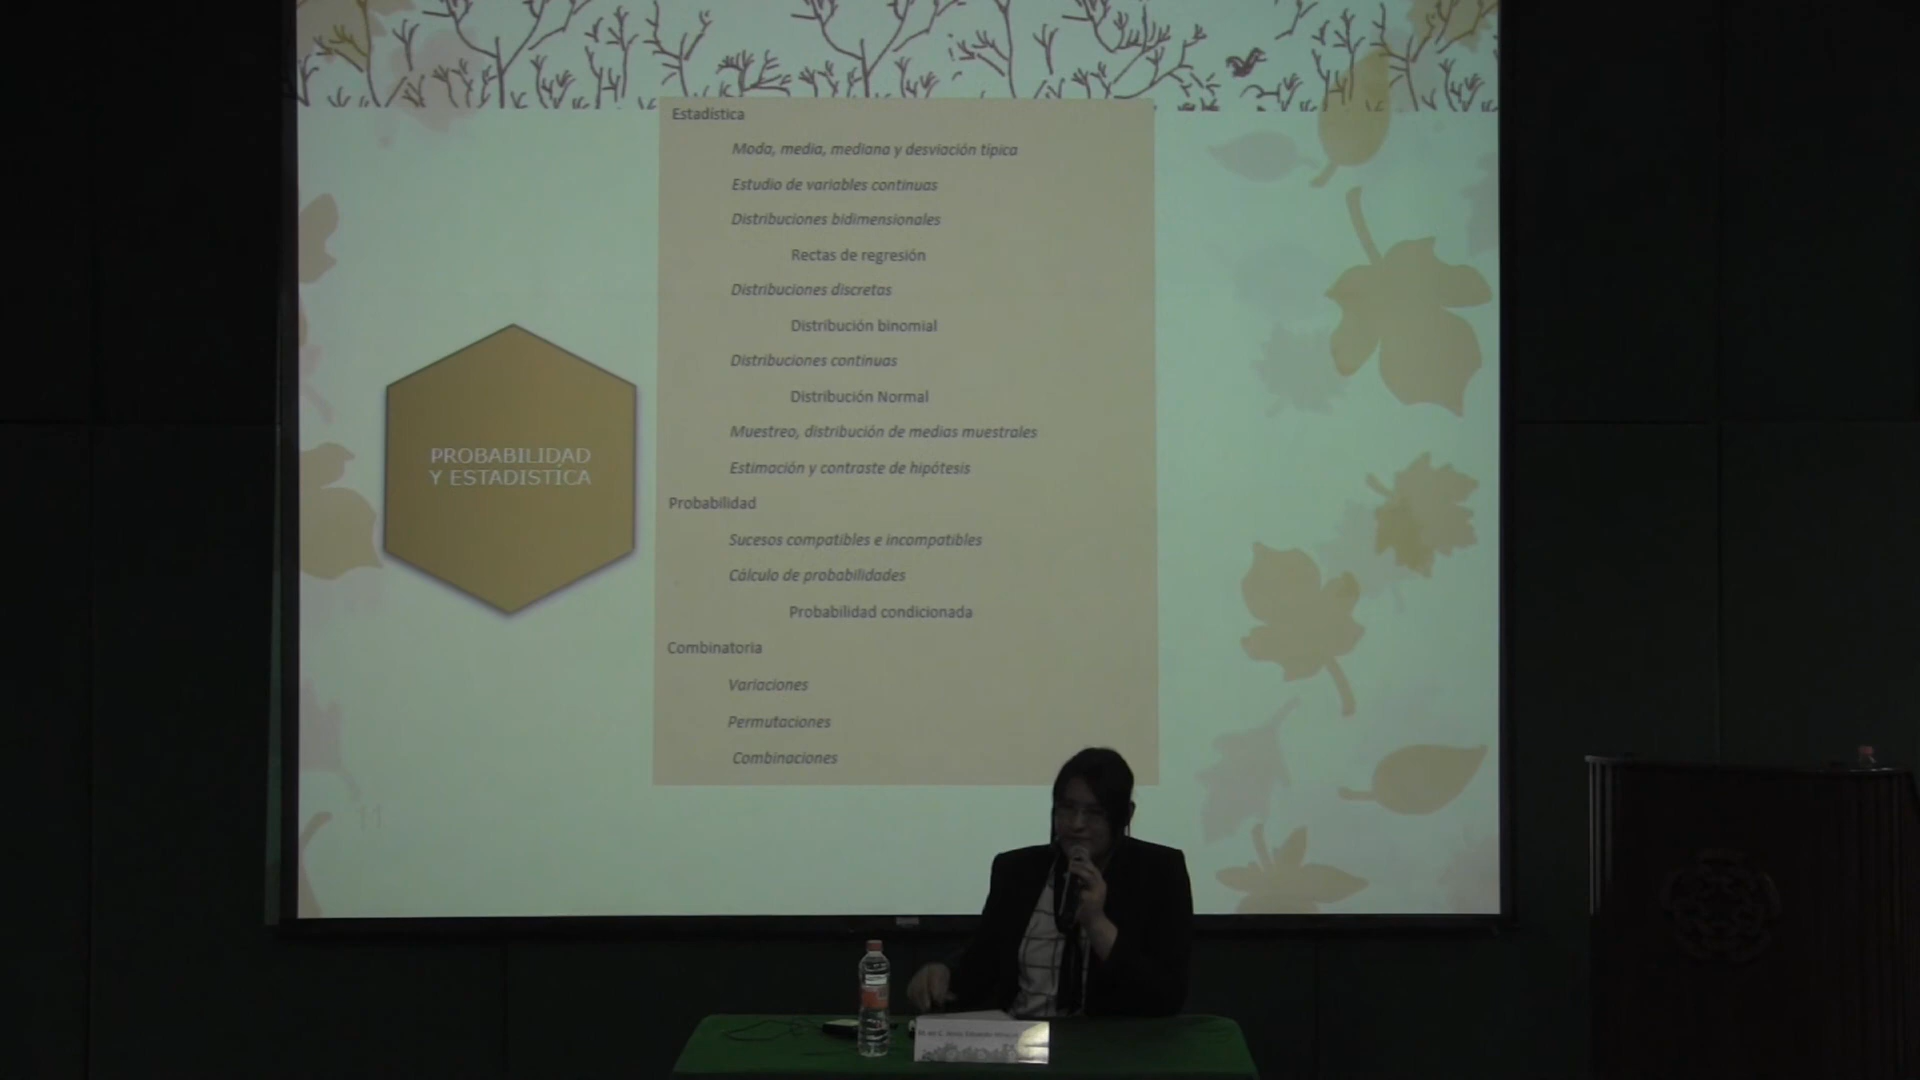 Estadística
Moda, media, mediana y desviación típica
Estudio de variables continuas
Distribuciones bidimensionales
Rectas de regresión
Distribuciones discretas
Distribución binomial
Distribuciones continuas
Distribución Normal
Muestreo, distribución de medias muestrales
Estimación y contraste de hipótesis
Probabilidad
Sucesos compatibles e incompatibles
Cálculo de probabilidades
Probabilidad condicionada
Combinatoria
Variaciones
Permutaciones
Combinaciones
PROBABILIDAD
Y ESTADÍSTICA
11